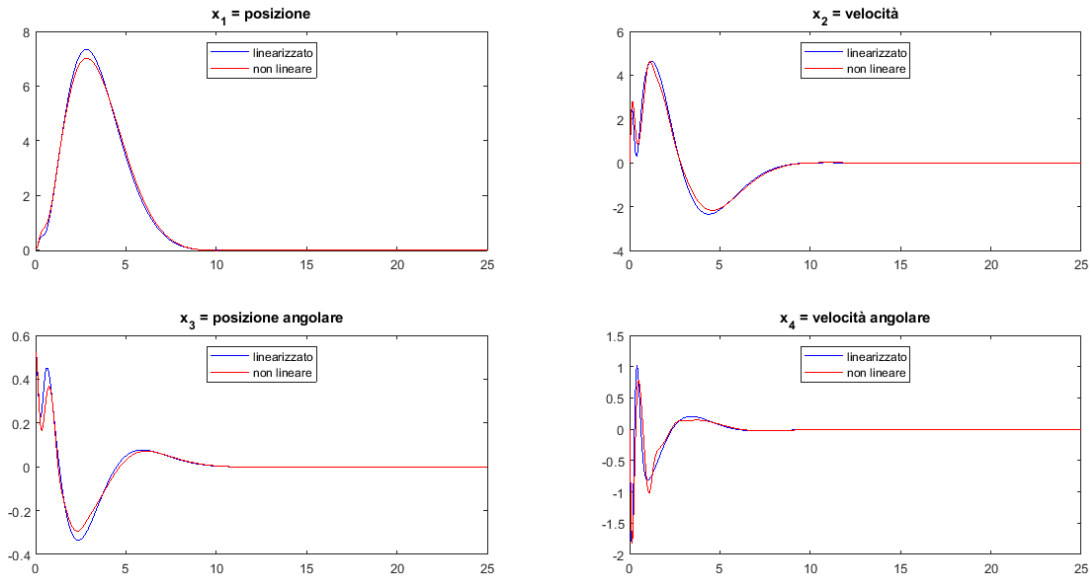 x1 = posizione
8
6
4
2
0
linearizzato
non lineare
0 5 10 15 20 25
x2 = velocità
6
4
2
0
-2
-4
linearizzato
non lineare
0 5 10 15 20 25
x3 = posizione angolare
0.6
0.4
0.2
0
-0.2
-0.4
linearizzato
non lineare
0 5 10 15 20 25
x4 = velocità angolare
1.5
1
0.5
0
-0.5
-1
-1.5
-2
linearizzato
non lineare
0 5 10 15 20 25